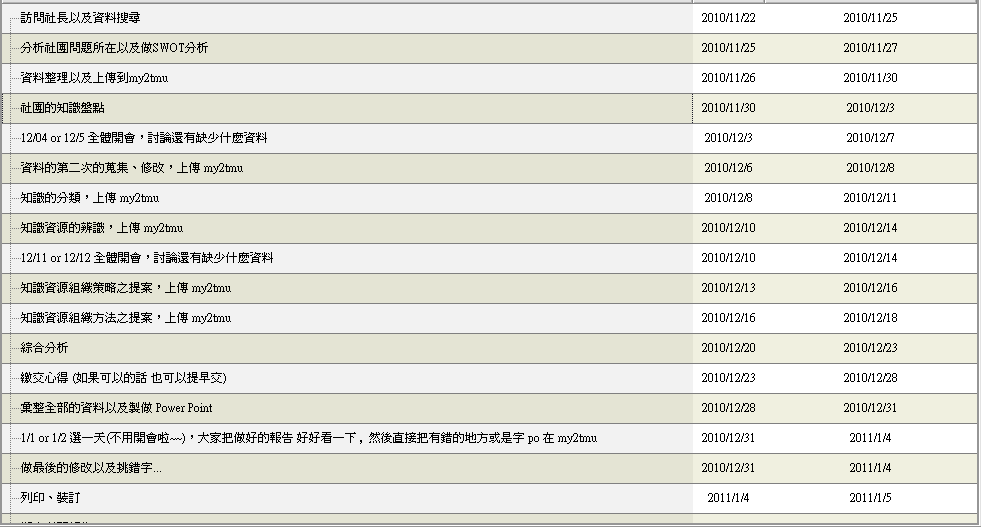 訪問社長以及資料搜尋 2010/11/22 2010/11/25
分析社團問題所在以及做SWOT分析 2010/11/25 2010/11/27
資料整理以及上傳到my2tmu 2010/11/26 2010/11/30
社團的知識盤點 2010/11/30 2010/12/3
12/04 or 12/5 全體開會，討論還有缺少什麼資料 2010/12/3 2010/12/7
資料的第二次的蒐集、修改，上傳 my2tmu 2010/12/6 2010/12/8
知識的分類，上傳 my2tmu 2010/12/8 2010/12/11
知識資源的辨識，上傳 my2tmu 2010/12/10 2010/12/14
12/11 or 12/12 全體開會，討論還有缺少什麼資料 2010/12/10 2010/12/14
知識資源組織策略之提案，上傳 my2tmu 2010/12/13 2010/12/16
知識資源組織方法之提案，上傳 my2tmu 2010/12/16 2010/12/18
綜合分析 2010/12/20 2010/12/23
繳交心得 (如果可以的話 也可以提早交) 2010/12/23 2010/12/28
彙整全部的資料以及製做 Power Point 2010/12/28 2010/12/31
1/1 or 1/2 選一天(不用開會啦~~)，大家把做好的報告 好好看一下 , 然後直接把有錯的地方或是字 po 在 my2tmu 2010/12/31 2011/1/4
做最後的修改以及挑錯字... 2010/12/31 2011/1/4
列印、裝訂 2011/1/4 2011/1/5